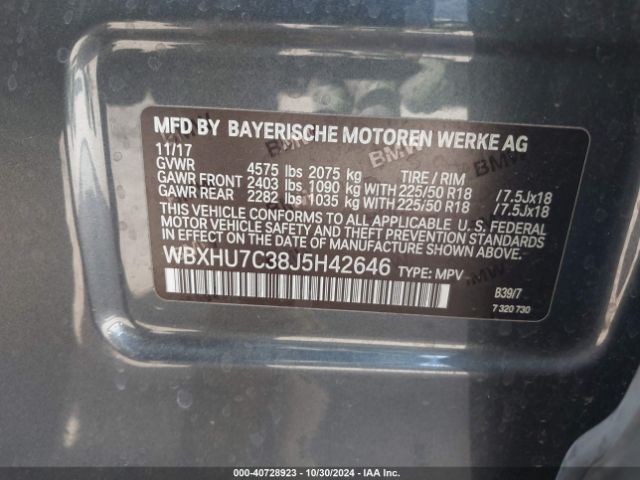 MFD BY BAYERISCHE MOTOREN WERKE AG
11/17
GVWR 4575 lbs 2075 kg TIRE / RIM
GAWR FRONT 2403 lbs 1090 kg WITH 225/50 R18 / 7.5Jx18
GAWR REAR 2282 lbs 1035 kg WITH 225/50 R18 / 7.5Jx18
THIS VEHICLE CONFORMS TO ALL APPLICABLE U. S. FEDERAL
MOTOR VEHICLE SAFETY AND THEFT PREVENTION STANDARDS
IN EFFECT ON THE DATE OF MANUFACTURE SHOWN ABOVE.
WBXHU7C38J5H42646 TYPE: MPV
B39/7
7 320 730
000-40728923 • 10/30/2024 • IAA Inc.